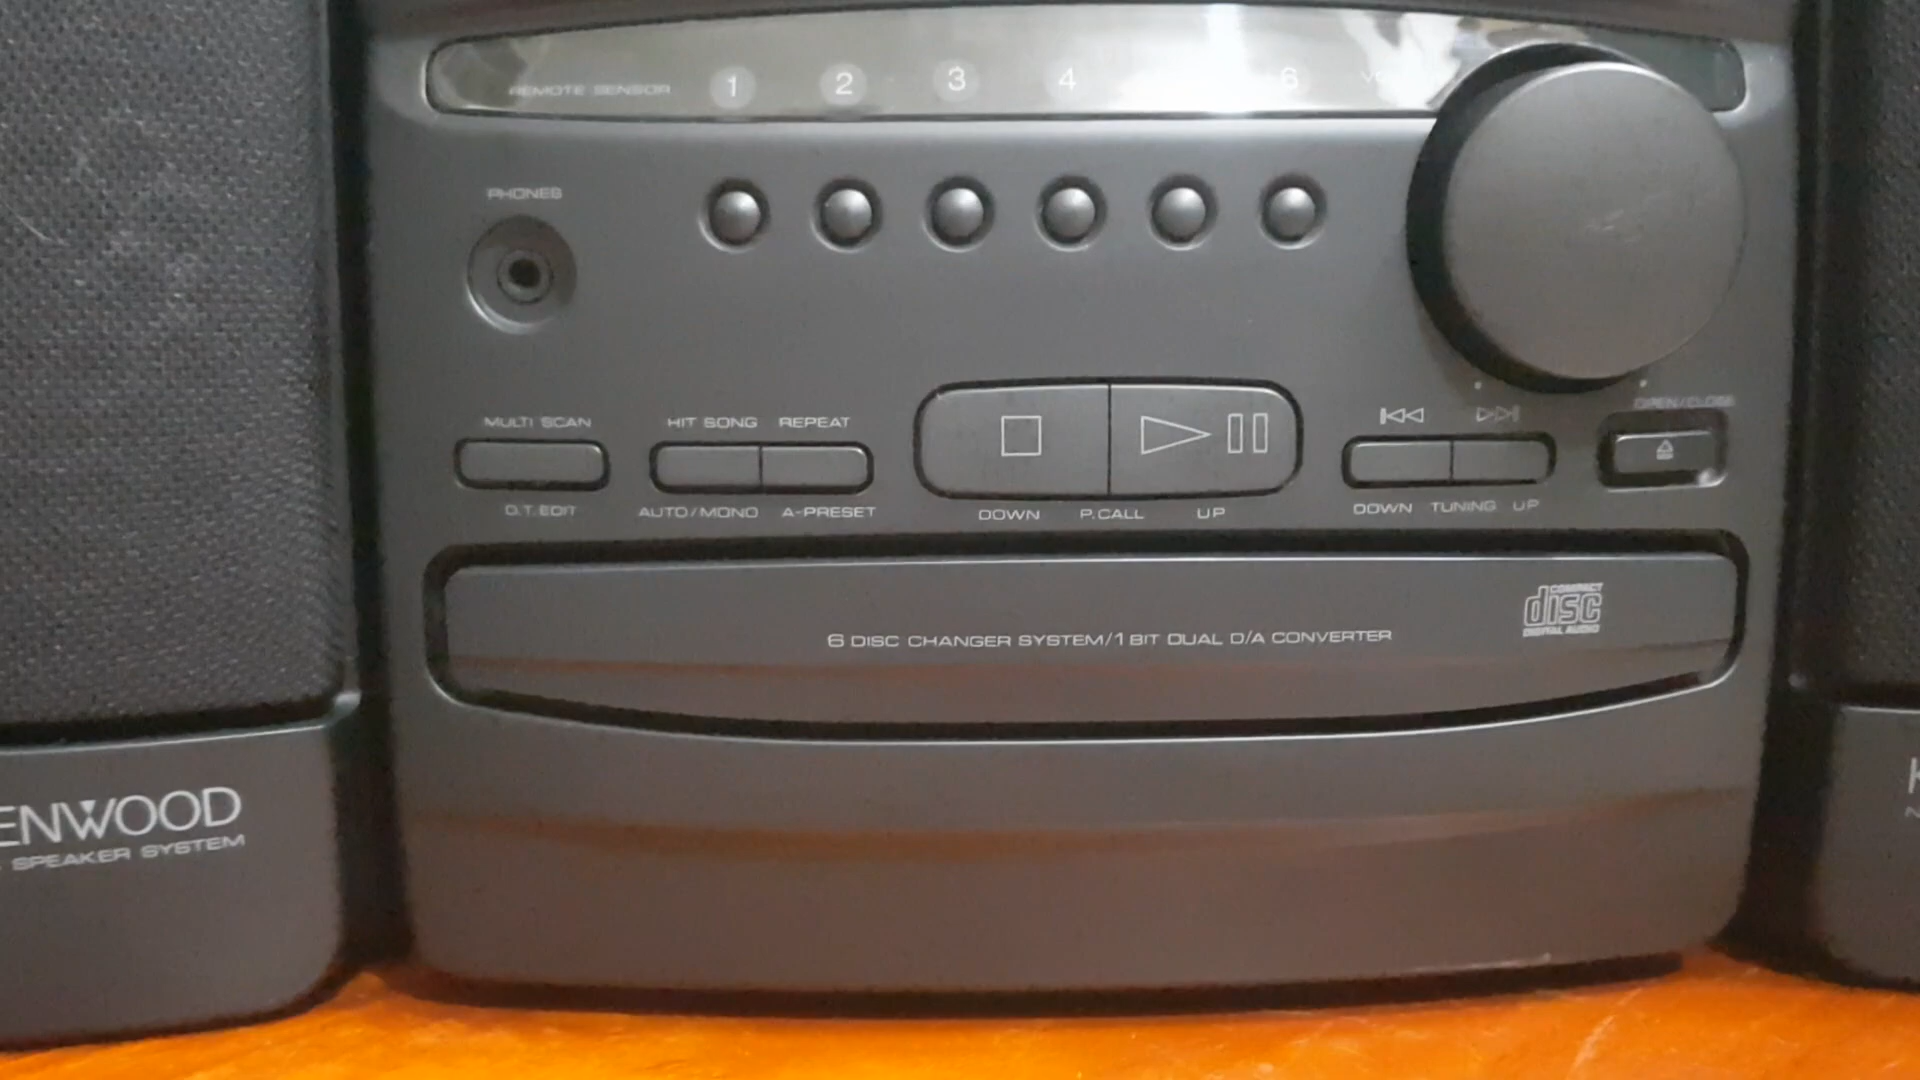 REMOTE SENSOR 1 2 3 4 6
PHONES
MULTI SCAN HIT SONG REPEAT OPEN/CLOSE
D.T. EDIT AUTO/MONO A-PRESET DOWN P.CALL UP DOWN TUNING UP
COMPACT
disc
DIGITAL AUDIO
6 DISC CHANGER SYSTEM/1 BIT DUAL D/A CONVERTER
ENWOOD
SPEAKER SYSTEM
K
N